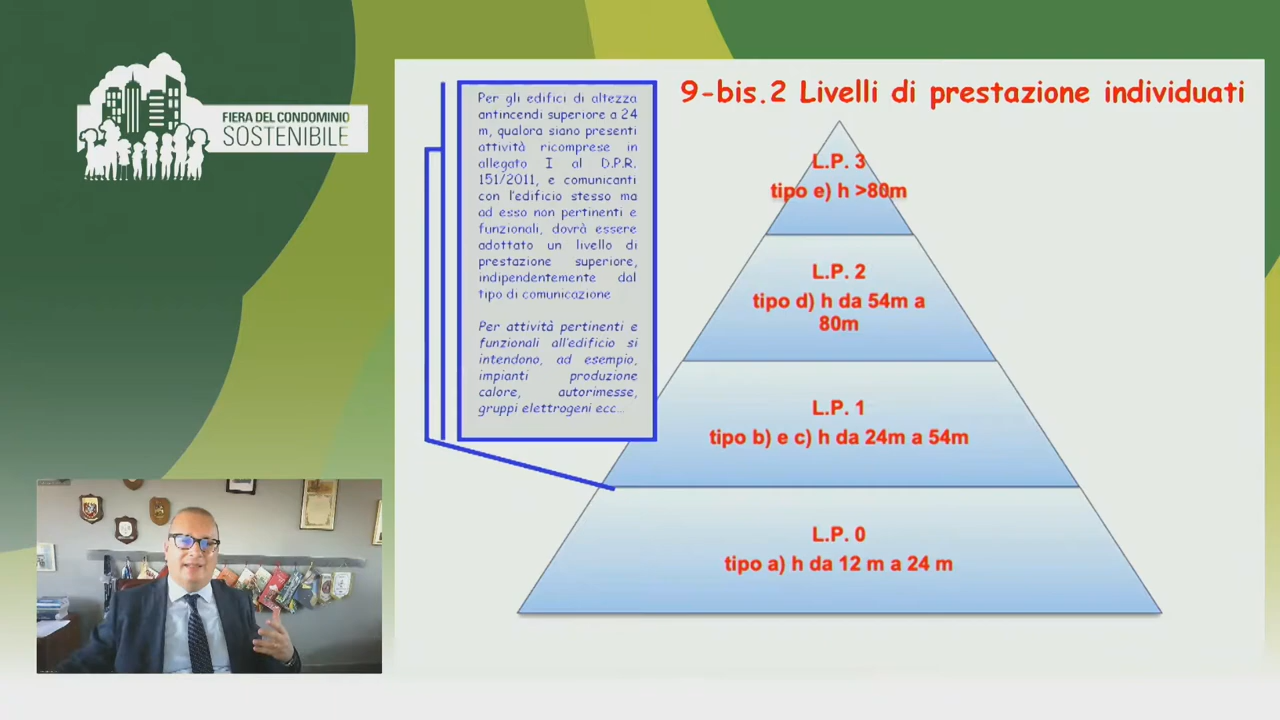 FIERA DEL CONDOMINIO
SOSTENIBILE
Per gli edifici di altezza
antincendi superiore a 24
m, qualora siano presenti
attività ricomprese in
allegato I al D.P.R.
151/2011, e comunicanti
con l'edificio stesso ma
ad esso non pertinenti e
funzionali, dovrà essere
adottato un livello di
prestazione superiore,
indipendentemente dal
tipo di comunicazione
Per attività pertinenti e
funzionali all'edificio si
intendono, ad esempio,
impianti produzione
calore, autorimesse,
gruppi elettrogeni ecc...
9-bis.2 Livelli di prestazione individuati
L.P. 3
tipo e) h >80m
L.P. 2
tipo d) h da 54m a
80m
L.P. 1
tipo b) e c) h da 24m a 54m
L.P. 0
tipo a) h da 12 m a 24 m